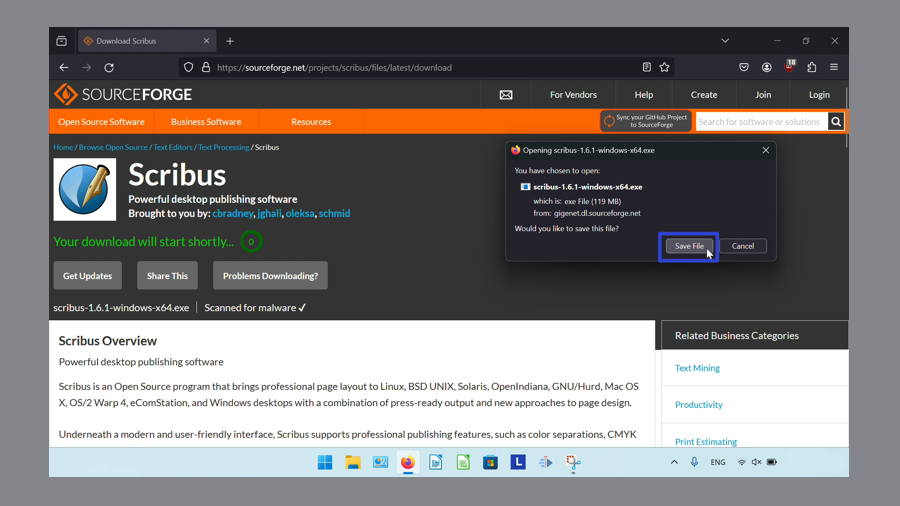 Download Scribus
https://sourceforge.net/projects/scribus/files/latest/download
18
SOURCEFORGE
For Vendors
Help
Create
Join
Login
Open Source Software
Business Software
Resources
Sync your GitHub Project
to SourceForge
Search for software or solutions
Home / Browse Open Source / Text Editors / Text Processing / Scribus
Scribus
Powerful desktop publishing software
Brought to you by: cbradney, jghali, oleksa, schmid
Your download will start shortly... 0
Get Updates
Share This
Problems Downloading?
scribus-1.6.1-windows-x64.exe
Scanned for malware ✓
Opening scribus-1.6.1-windows-x64.exe
You have chosen to open:
scribus-1.6.1-windows-x64.exe
which is: exe File (119 MB)
from: gigenet.dl.sourceforge.net
Would you like to save this file?
Save File
Cancel
Scribus Overview
Powerful desktop publishing software
Scribus is an Open Source program that brings professional page layout to Linux, BSD UNIX, Solaris, OpenIndiana, GNU/Hurd, Mac OS
X, OS/2 Warp 4, eComStation, and Windows desktops with a combination of press-ready output and new approaches to page design.
Underneath a modern and user-friendly interface, Scribus supports professional publishing features, such as color separations, CMYK
Related Business Categories
Text Mining
Productivity
Print Estimating
L
ENG